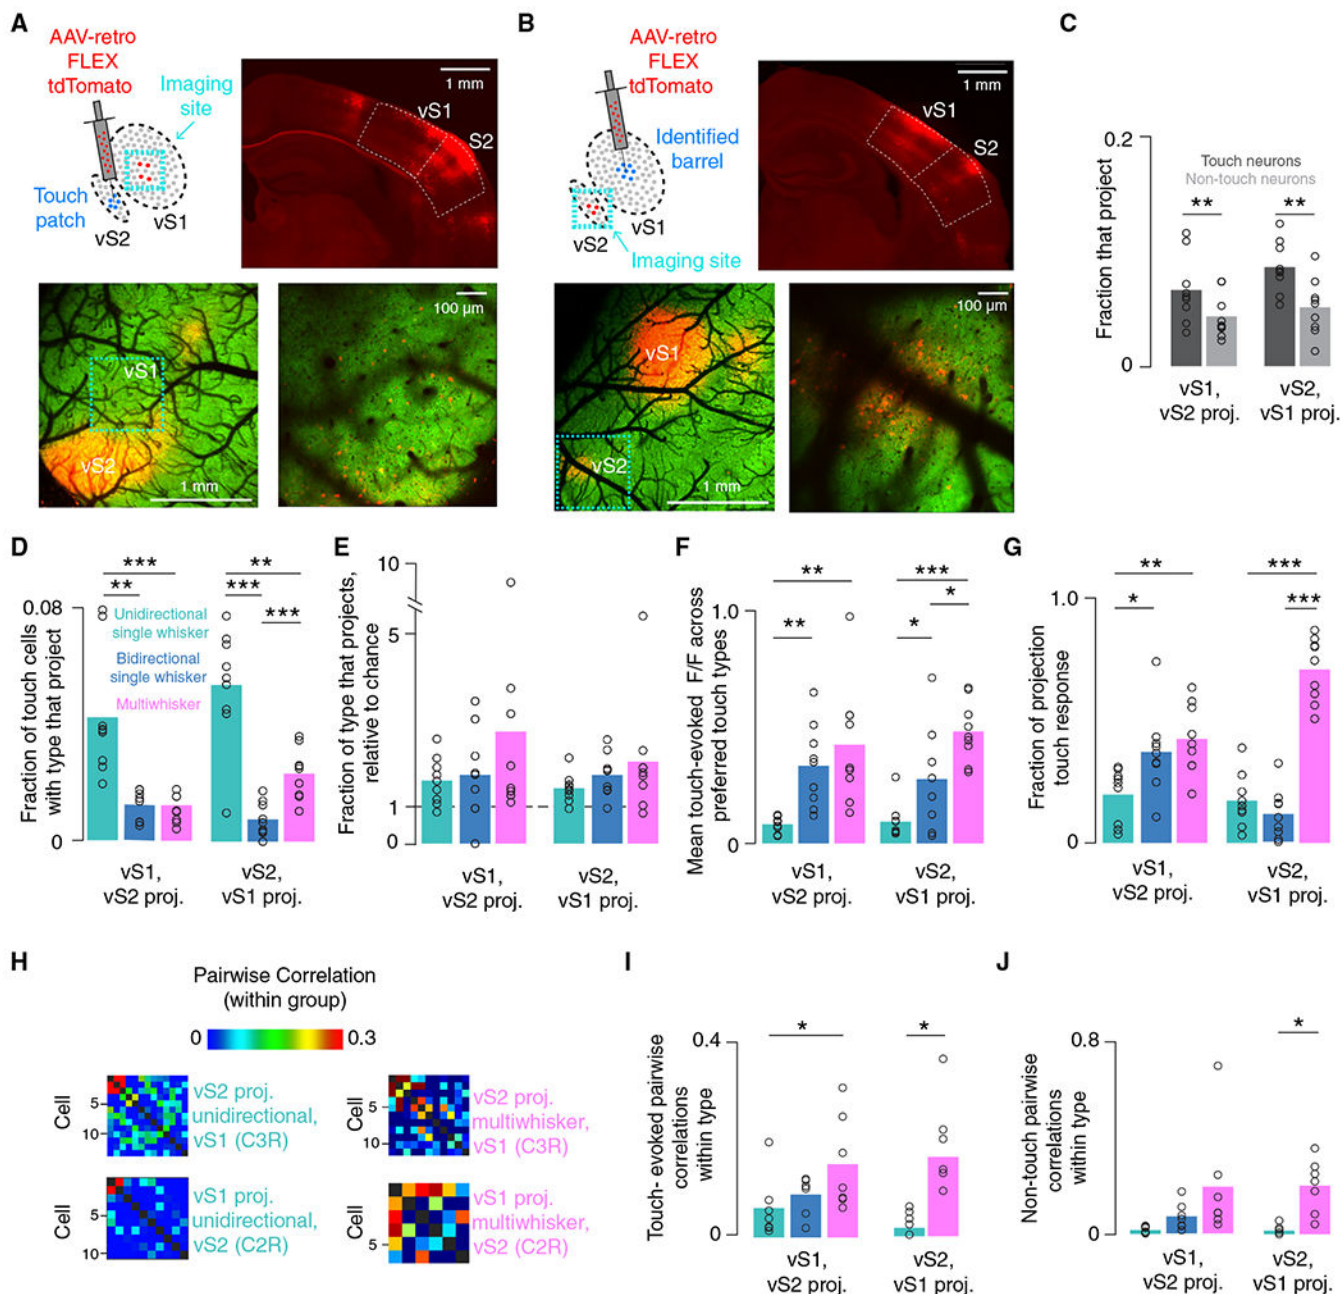 A
AAV-retro
FLEX
tdTomato
Imaging
site
Touch
patch
vS2
vS1
1 mm
vS1
S2
vS1
vS2
1 mm
100 µm
B
AAV-retro
FLEX
tdTomato
Identified
barrel
vS2
vS1
Imaging site
1 mm
vS1
S2
vS1
vS2
1 mm
100 µm
C
Fraction that project
0.2
0
Touch neurons
Non-touch neurons
**
**
vS1,
vS2 proj.
vS2,
vS1 proj.
D
Fraction of touch cells
with type that project
0.08
0
***
**
**
***
***
Unidirectional
single whisker
Bidirectional
single whisker
Multiwhisker
vS1,
vS2 proj.
vS2,
vS1 proj.
E
Fraction of type that projects,
relative to chance
10
5
1
0
vS1,
vS2 proj.
vS2,
vS1 proj.
F
Mean touch-evoked F/F across
preferred touch types
1.0
0
**
**
***
*
*
vS1,
vS2 proj.
vS2,
vS1 proj.
G
Fraction of projection
touch response
1.0
0
**
*
***
***
vS1,
vS2 proj.
vS2,
vS1 proj.
H
Pairwise Correlation
(within group)
0
0.3
Cell
5
10
vS2 proj.
unidirectional,
vS1 (C3R)
Cell
5
10
vS2 proj.
multiwhisker,
vS1 (C3R)
Cell
5
10
vS1 proj.
unidirectional,
vS2 (C2R)
Cell
5
vS1 proj.
multiwhisker,
vS2 (C2R)
I
Touch- evoked pairwise
correlations
within type
0.4
0
*
*
vS1,
vS2 proj.
vS2,
vS1 proj.
J
Non-touch pairwise
correlations
within type
0.8
0
*
vS1,
vS2 proj.
vS2,
vS1 proj.